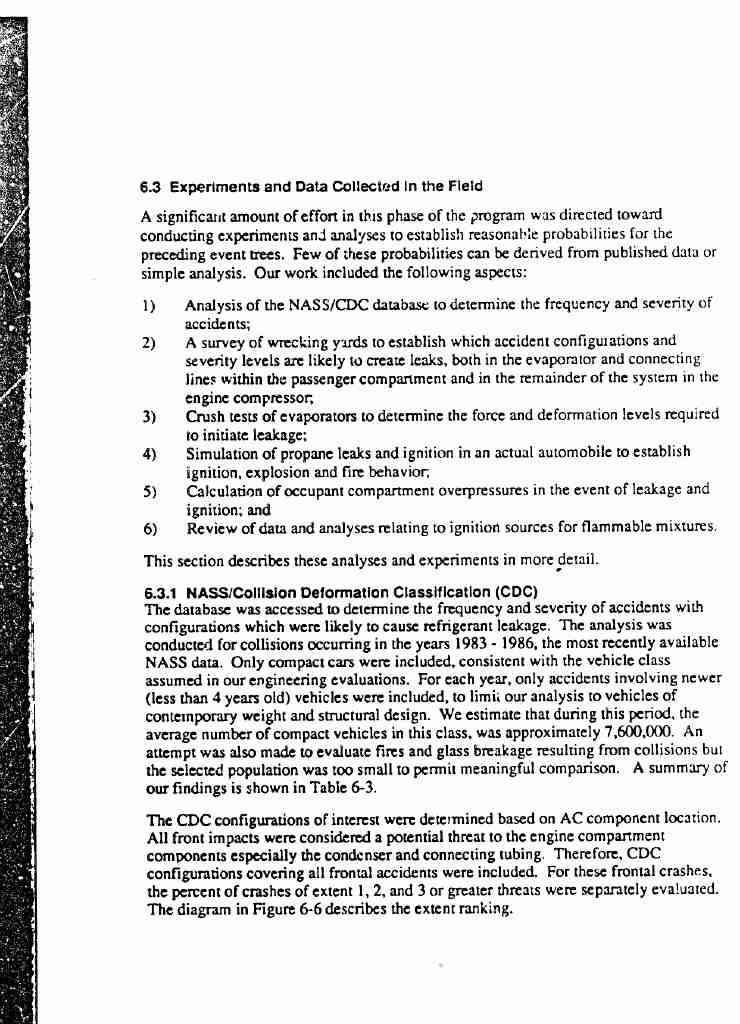 6.3 Experiments and Data Collected in the Field
A significant amount of effort in this phase of the program was directed toward
conducting experiments and analyses to establish reasonable probabilities for the
preceding event trees. Few of these probabilities can be derived from published data or
simple analysis. Our work included the following aspects:
1) Analysis of the NASS/CDC database to determine the frequency and severity of
accidents;
2) A survey of wrecking yards to establish which accident configurations and
severity levels are likely to create leaks, both in the evaporator and connecting
lines within the passenger compartment and in the remainder of the system in the
engine compressor;
3) Crush tests of evaporators to determine the force and deformation levels required
to initiate leakage;
4) Simulation of propane leaks and ignition in an actual automobile to establish
ignition, explosion and fire behavior;
5) Calculation of occupant compartment overpressures in the event of leakage and
ignition; and
6) Review of data and analyses relating to ignition sources for flammable mixtures.
This section describes these analyses and experiments in more detail.
6.3.1 NASS/Collision Deformation Classification (CDC)
The database was accessed to determine the frequency and severity of accidents with
configurations which were likely to cause refrigerant leakage. The analysis was
conducted for collisions occurring in the years 1983 - 1986, the most recently available
NASS data. Only compact cars were included, consistent with the vehicle class
assumed in our engineering evaluations. For each year, only accidents involving newer
(less than 4 years old) vehicles were included, to limit our analysis to vehicles of
contemporary weight and structural design. We estimate that during this period, the
average number of compact vehicles in this class, was approximately 7,600,000. An
attempt was also made to evaluate fires and glass breakage resulting from collisions but
the selected population was too small to permit meaningful comparison. A summary of
our findings is shown in Table 6-3.
The CDC configurations of interest were determined based on AC component location.
All front impacts were considered a potential threat to the engine compartment
components especially the condenser and connecting tubing. Therefore, CDC
configurations covering all frontal accidents were included. For these frontal crashes,
the percent of crashes of extent 1, 2, and 3 or greater threats were separately evaluated.
The diagram in Figure 6-6 describes the extent ranking.